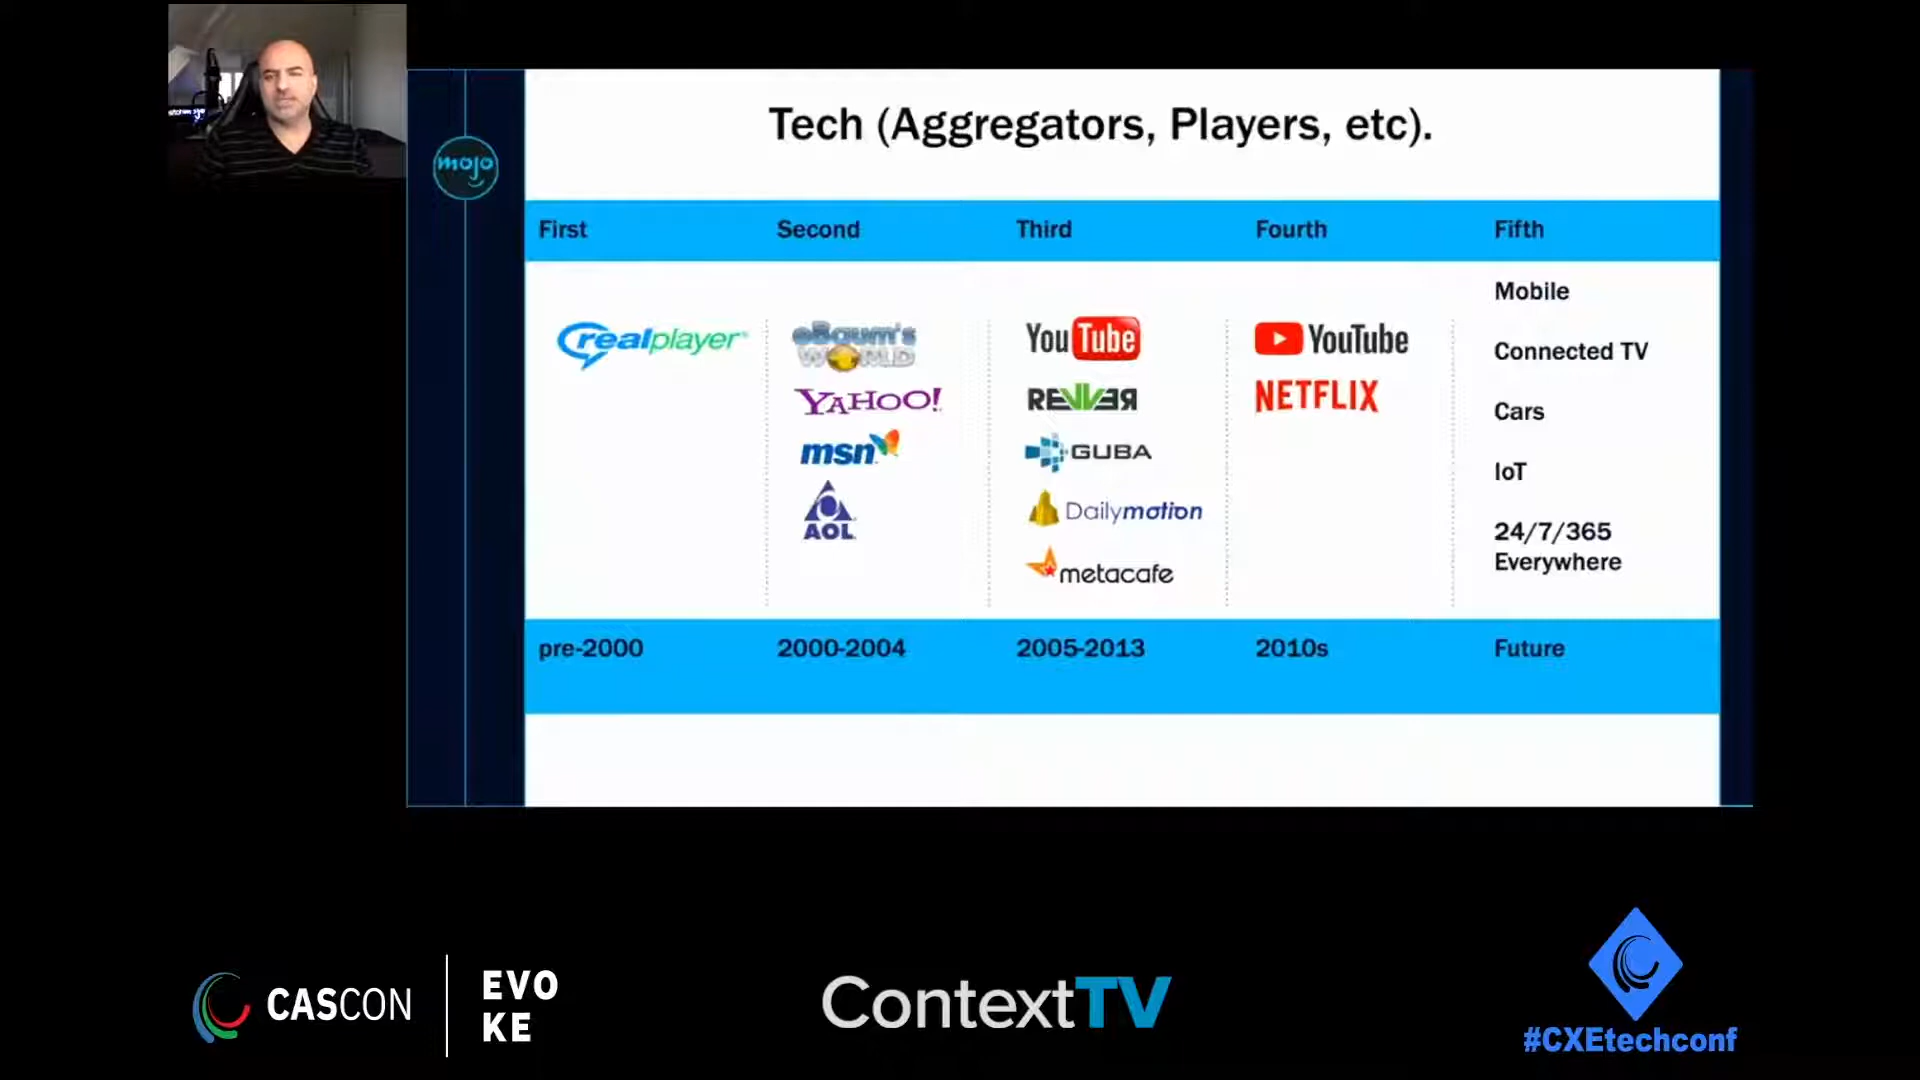 mojo
Tech (Aggregators, Players, etc).
First
Second
Third
Fourth
Fifth
realplayer
eBaum's
WORLD
YAHOO!
msn
AOL
YouTube
REVVER
GUBA
Dailymotion
metacafe
YouTube
NETFLIX
Mobile
Connected TV
Cars
IoT
24/7/365
Everywhere
pre-2000
2000-2004
2005-2013
2010s
Future
CASCON
EVO
KE
ContextTV
#CXEtechconf